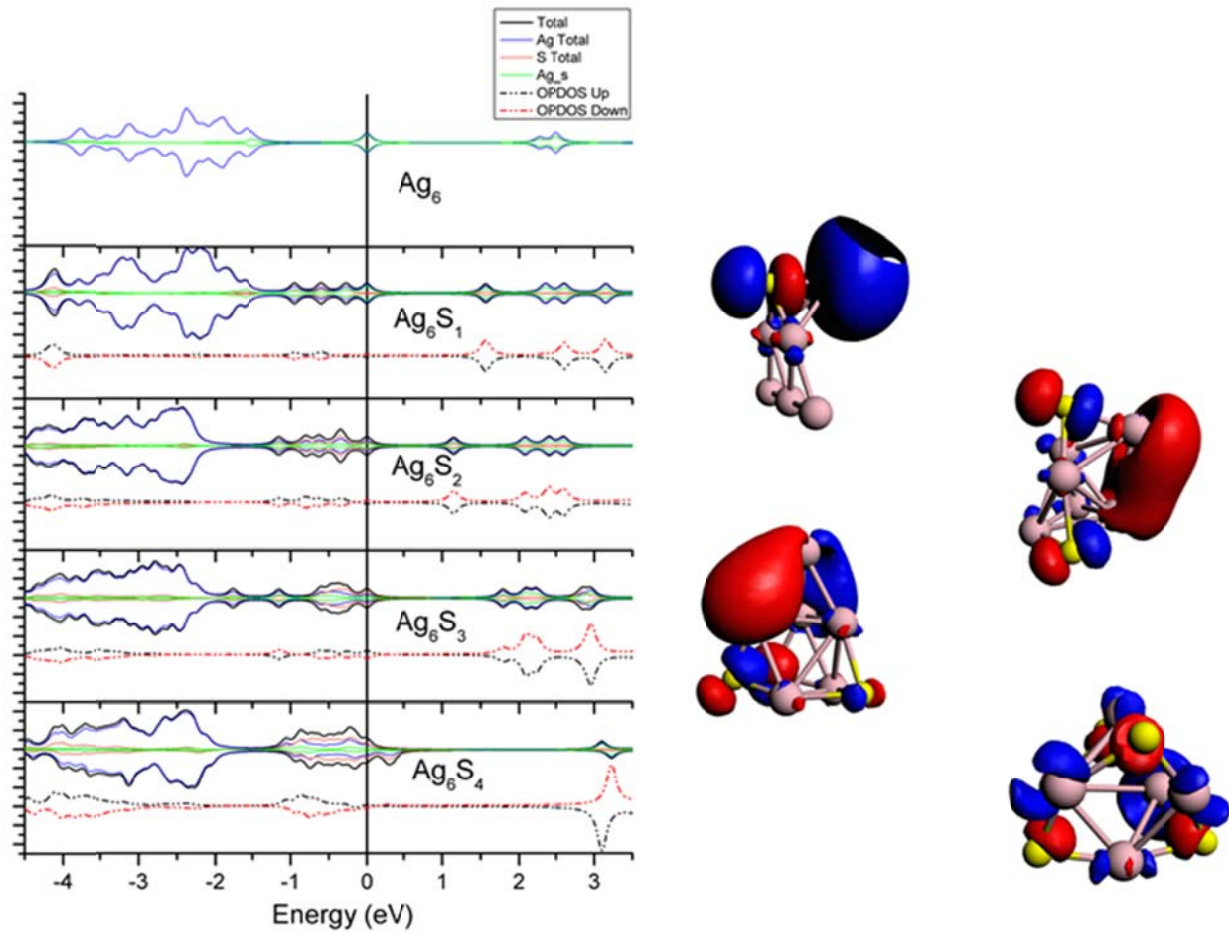 Total
Ag Total
S Total
Ag_s
OPDOS Up
OPDOS Down
Ag6
Ag6S1
Ag6S2
Ag6S3
Ag6S4
-4 -3 -2 -1 0 1 2 3
Energy (eV)